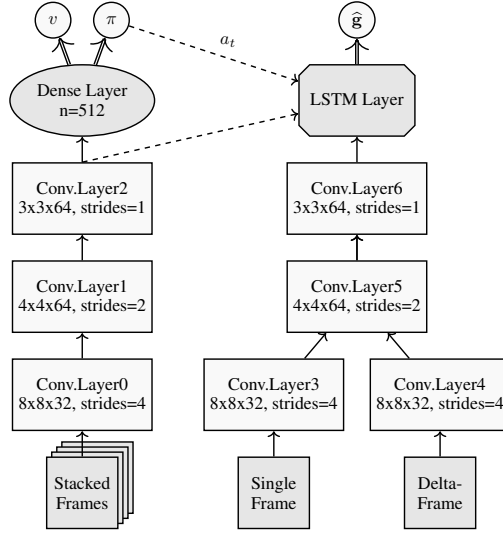 v
π
a_t
ĝ
Dense Layer
n=512
LSTM Layer
Conv.Layer2
3x3x64, strides=1
Conv.Layer6
3x3x64, strides=1
Conv.Layer1
4x4x64, strides=2
Conv.Layer5
4x4x64, strides=2
Conv.Layer0
8x8x32, strides=4
Conv.Layer3
8x8x32, strides=4
Conv.Layer4
8x8x32, strides=4
Stacked
Frames
Single
Frame
Delta-
Frame